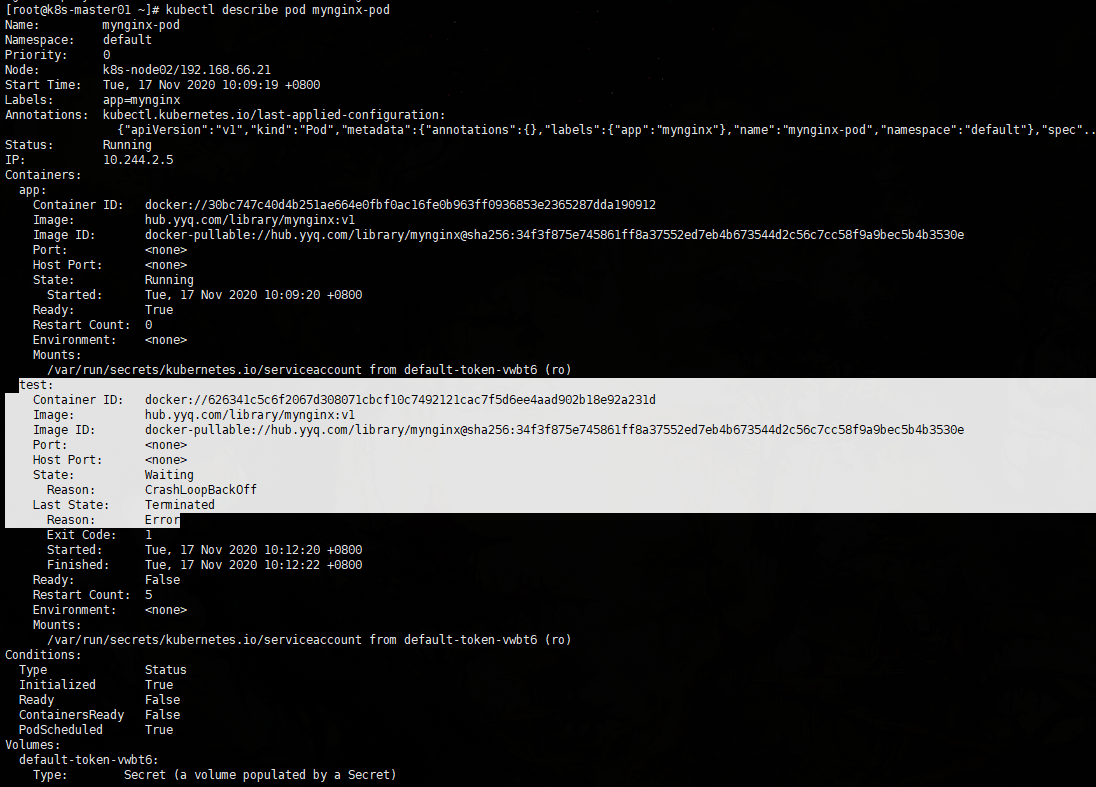 [root@k8s-master01 ~]# kubectl describe pod mynginx-pod
Name:         mynginx-pod
Namespace:    default
Priority:     0
Node:         k8s-node02/192.168.66.21
Start Time:   Tue, 17 Nov 2020 10:09:19 +0800
Labels:       app=mynginx
Annotations:  kubectl.kubernetes.io/last-applied-configuration:
                {"apiVersion":"v1","kind":"Pod","metadata":{"annotations":{},"labels":{"app":"mynginx"},"name":"mynginx-pod","namespace":"default"},"spec"..
Status:       Running
IP:           10.244.2.5
Containers:
  app:
    Container ID:   docker://30bc747c40d4b251ae664e0fbf0ac16fe0b963ff0936853e2365287dda190912
    Image:          hub.yyq.com/library/mynginx:v1
    Image ID:       docker-pullable://hub.yyq.com/library/mynginx@sha256:34f3f875e745861ff8a37552ed7eb4b673544d2c56c7cc58f9a9bec5b4b3530e
    Port:           <none>
    Host Port:      <none>
    State:          Running
      Started:      Tue, 17 Nov 2020 10:09:20 +0800
    Ready:          True
    Restart Count:  0
    Environment:    <none>
    Mounts:
      /var/run/secrets/kubernetes.io/serviceaccount from default-token-vwbt6 (ro)
  test:
    Container ID:   docker://626341c5c6f2067d308071cbcf10c7492121cac7f5d6ee4aad902b18e92a231d
    Image:          hub.yyq.com/library/mynginx:v1
    Image ID:       docker-pullable://hub.yyq.com/library/mynginx@sha256:34f3f875e745861ff8a37552ed7eb4b673544d2c56c7cc58f9a9bec5b4b3530e
    Port:           <none>
    Host Port:      <none>
    State:          Waiting
      Reason:       CrashLoopBackOff
    Last State:     Terminated
      Reason:       Error
      Exit Code:    1
      Started:      Tue, 17 Nov 2020 10:12:20 +0800
      Finished:     Tue, 17 Nov 2020 10:12:22 +0800
    Ready:          False
    Restart Count:  5
    Environment:    <none>
    Mounts:
      /var/run/secrets/kubernetes.io/serviceaccount from default-token-vwbt6 (ro)
Conditions:
  Type              Status
  Initialized       True
  Ready             False
  ContainersReady   False
  PodScheduled      True
Volumes:
  default-token-vwbt6:
    Type:        Secret (a volume populated by a Secret)